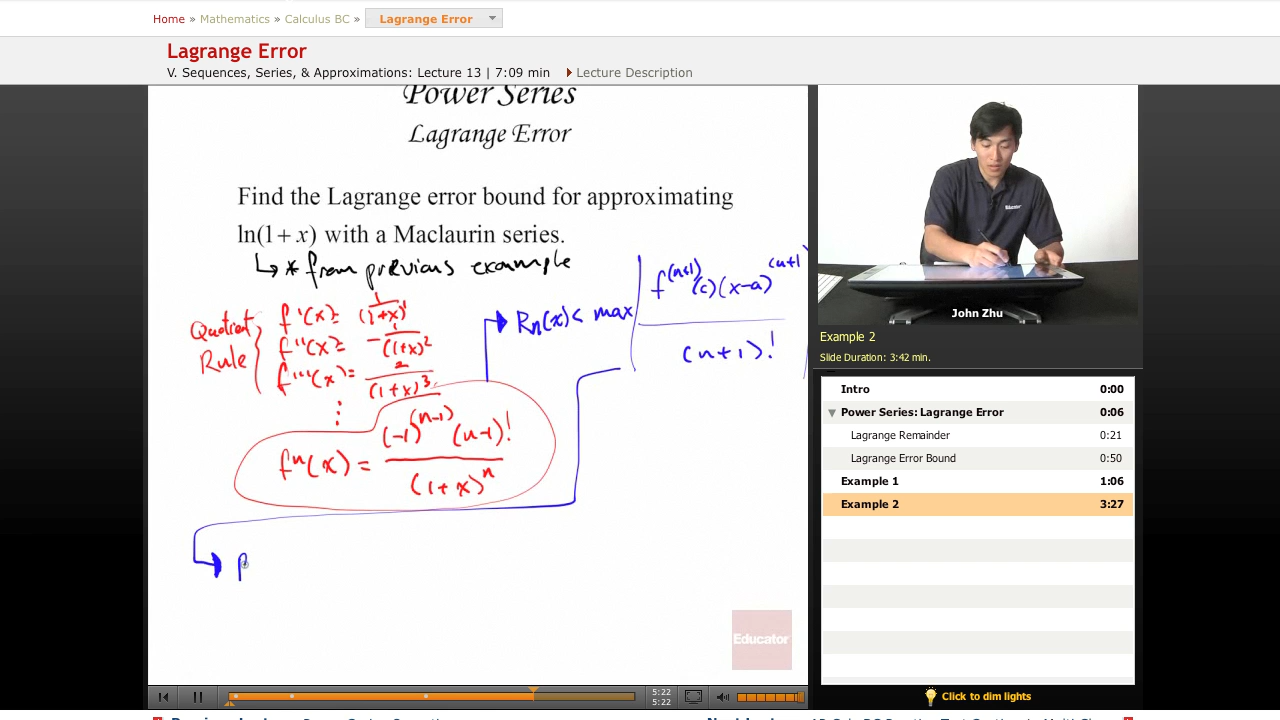 Home » Mathematics » Calculus BC » Lagrange Error
Lagrange Error
V. Sequences, Series, & Approximations: Lecture 13 | 7:09 min Lecture Description
Power Series
Lagrange Error
Find the Lagrange error bound for approximating
ln(1 + x) with a Maclaurin series.
↳ * from previous example
Quotient
Rule
f'(x) = 1/(1+x)¹
f''(x) = -1/(1+x)²
f'''(x) = 2/(1+x)³
⋮
fⁿ(x) = (-1)^(n-1) (n-1)! / (1+x)ⁿ
Rn(x) < max | f^(n+1)(c)(x-a)^(n+1) / (n+1)! |
Educator
Educator
John Zhu
Example 2
Slide Duration: 3:42 min.
Intro 0:00
Power Series: Lagrange Error 0:06
Lagrange Remainder 0:21
Lagrange Error Bound 0:50
Example 1 1:06
Example 2 3:27
5:22
5:22
Click to dim lights